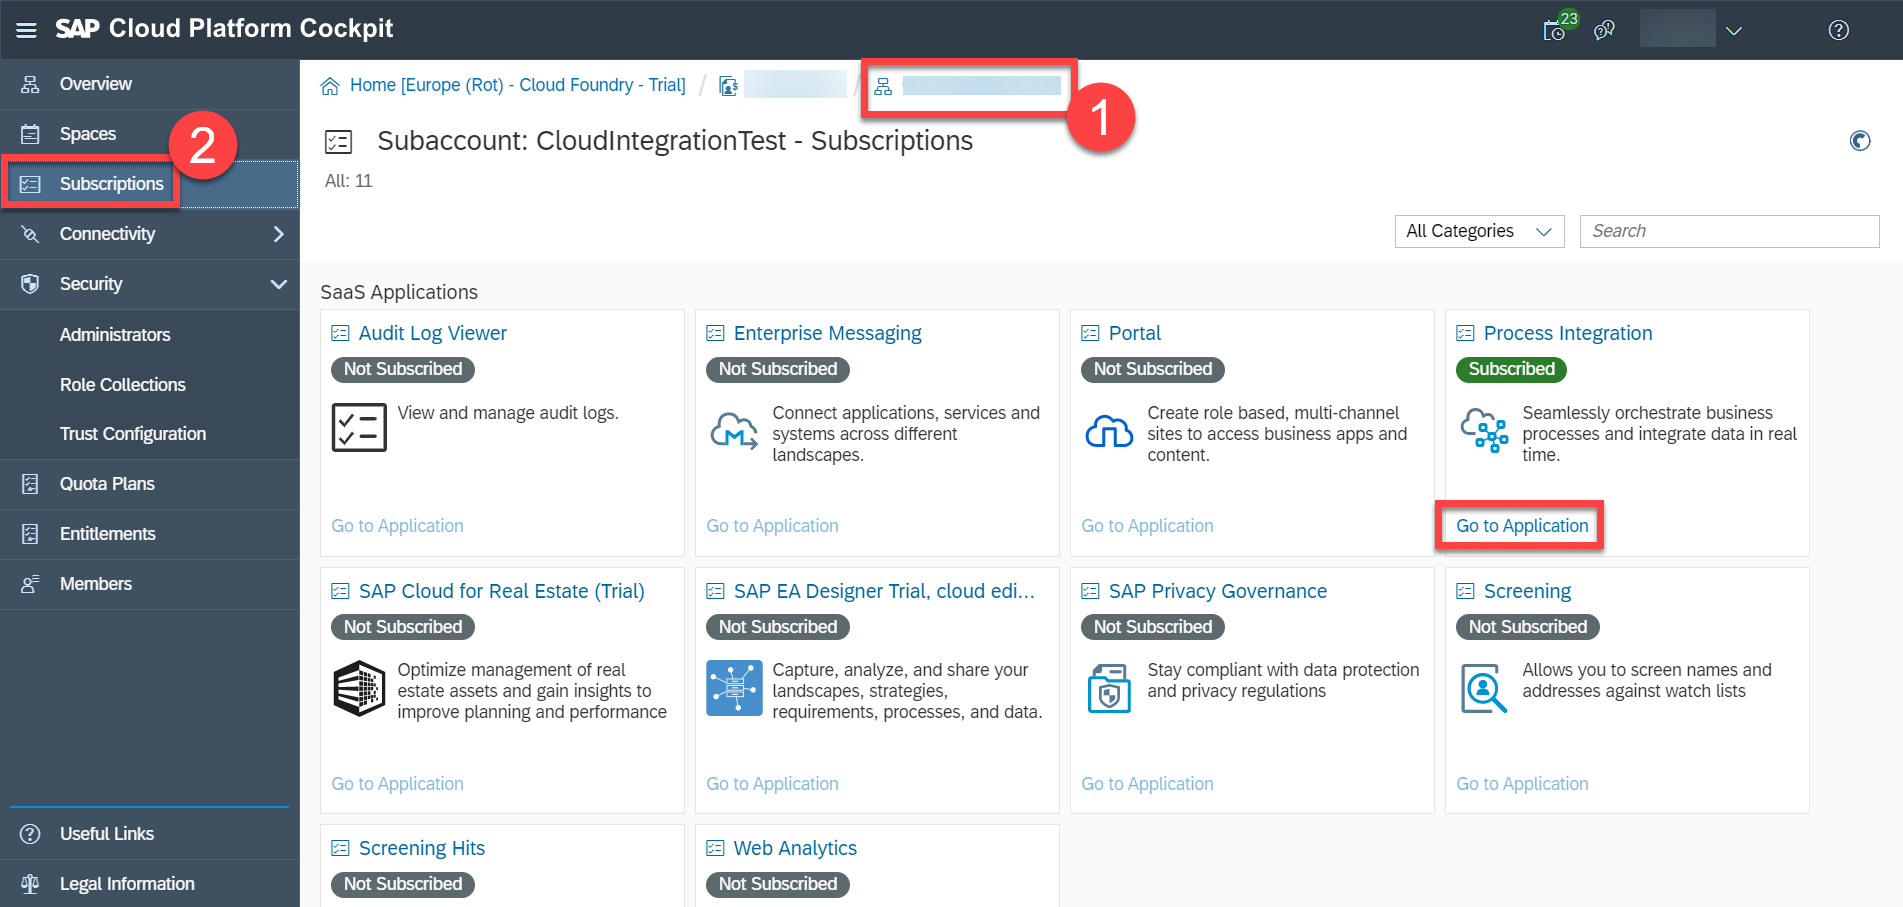 SAP Cloud Platform Cockpit
23
Overview
Spaces
Subscriptions
Connectivity
Security
Administrators
Role Collections
Trust Configuration
Quota Plans
Entitlements
Members
Useful Links
Legal Information
2
Home [Europe (Rot) - Cloud Foundry - Trial] / /
1
Subaccount: CloudIntegrationTest - Subscriptions
All: 11
All Categories
Search
SaaS Applications
Audit Log Viewer
Not Subscribed
View and manage audit logs.
Go to Application
Enterprise Messaging
Not Subscribed
Connect applications, services and
systems across different
landscapes.
Go to Application
Portal
Not Subscribed
Create role based, multi-channel
sites to access business apps and
content.
Go to Application
Process Integration
Subscribed
Seamlessly orchestrate business
processes and integrate data in real
time.
Go to Application
SAP Cloud for Real Estate (Trial)
Not Subscribed
Optimize management of real
estate assets and gain insights to
improve planning and performance
Go to Application
SAP EA Designer Trial, cloud edi...
Not Subscribed
Capture, analyze, and share your
landscapes, strategies,
requirements, processes, and data.
Go to Application
SAP Privacy Governance
Not Subscribed
Stay compliant with data protection
and privacy regulations
Go to Application
Screening
Not Subscribed
Allows you to screen names and
addresses against watch lists
Go to Application
Screening Hits
Not Subscribed
Web Analytics
Not Subscribed